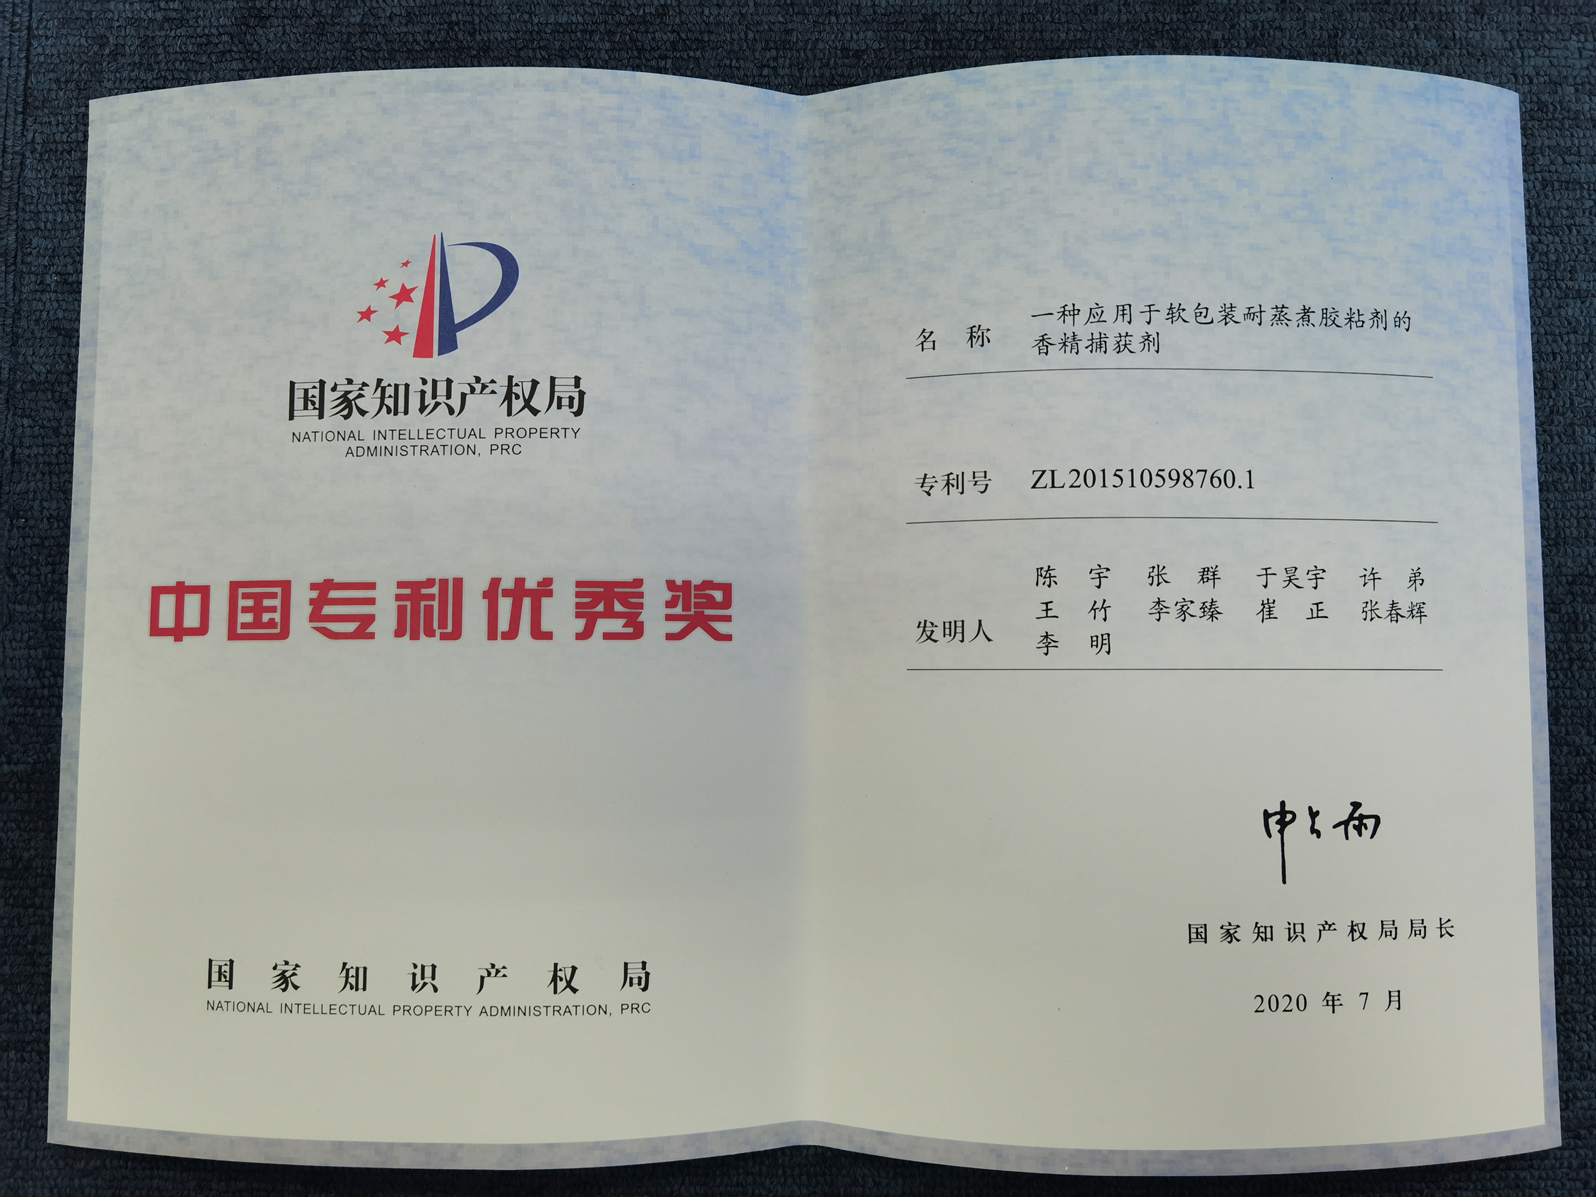 国家知识产权局
NATIONAL INTELLECTUAL PROPERTY
ADMINISTRATION, PRC
中国专利优秀奖
国家知识产权局
NATIONAL INTELLECTUAL PROPERTY ADMINISTRATION, PRC
名 称 一种应用于软包装耐蒸煮胶粘剂的
香精捕获剂
专利号 ZL201510598760.1
陈 宇 张 群 于昊宇 许 弟
王 竹 李家臻 崔 正 张春辉
发明人
李 明
申长雨
国家知识产权局局长
2020 年 7 月